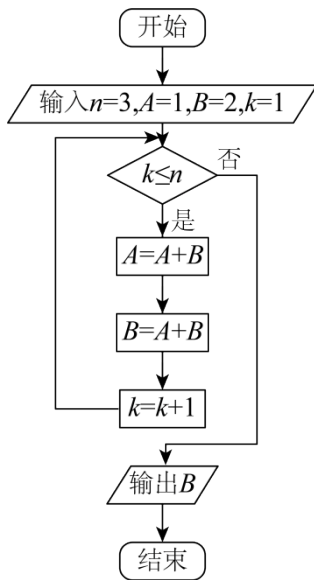 开始
输入n=3,A=1,B=2,k=1
k≤n
否
是
A=A+B
B=A+B
k=k+1
输出B
结束